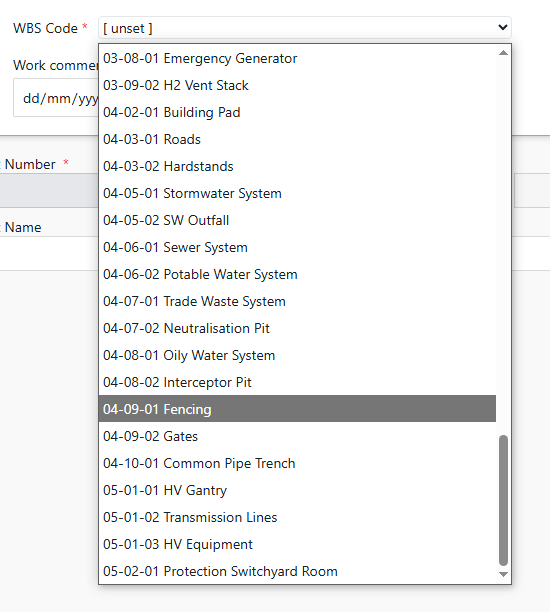 WBS Code * [ unset ]
Work commen
dd/mm/yyy
03-08-01 Emergency Generator
03-09-02 H2 Vent Stack
04-02-01 Building Pad
04-03-01 Roads
04-03-02 Hardstands
04-05-01 Stormwater System
04-05-02 SW Outfall
04-06-01 Sewer System
04-06-02 Potable Water System
04-07-01 Trade Waste System
04-07-02 Neutralisation Pit
04-08-01 Oily Water System
04-08-02 Interceptor Pit
04-09-01 Fencing
04-09-02 Gates
04-10-01 Common Pipe Trench
05-01-01 HV Gantry
05-01-02 Transmission Lines
05-01-03 HV Equipment
05-02-01 Protection Switchyard Room
t Number *
t Name